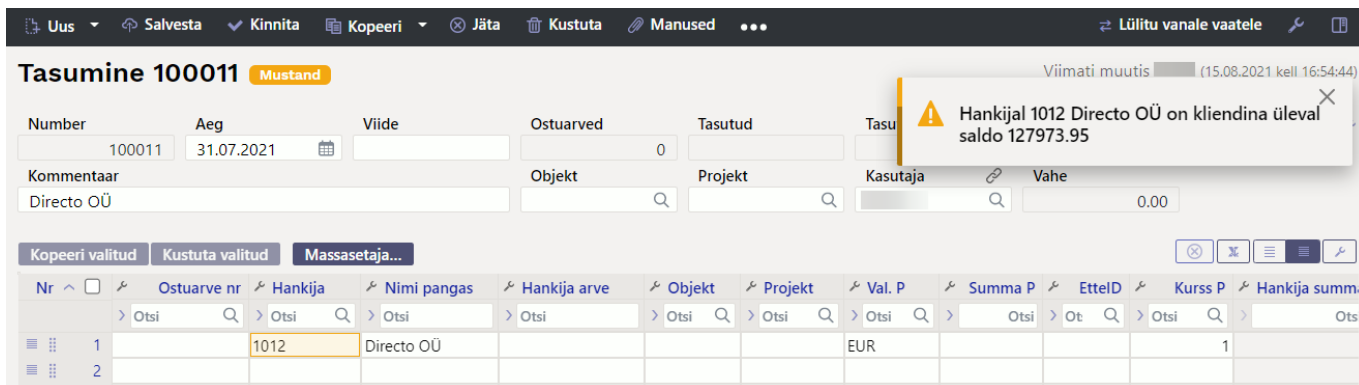 Uus Salvesta Kinnita Kopeeri Jäta Kustuta Manused Lülitu vanale vaatele
Tasumine 100011 Mustand
Viimati muutis (15.08.2021 kell 16:54:44)
Hankijal 1012 Directo OÜ on kliendina üleval
saldo 127973.95
Number Aeg Viide Ostuarved Tasutud
100011 31.07.2021 0
Kommentaar Objekt Projekt Kasutaja Vahe
Directo OÜ 0.00
Kopeeri valitud Kustuta valitud Massasetaja...
Nr Ostuarve nr Hankija Nimi pangas Hankija arve Objekt Projekt Val. P Summa P EtteID Kurss P Hankija summa
Otsi Otsi Otsi Otsi Otsi Otsi Otsi Otsi Ot: Otsi Ots
1 1012 Directo OÜ EUR 1
2